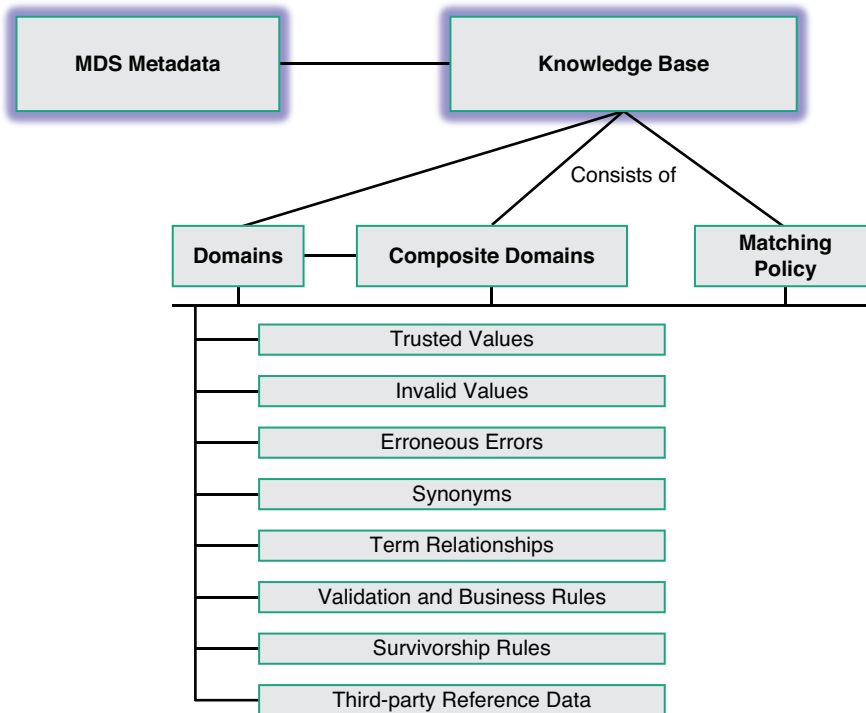 MDS Metadata
Knowledge Base
Consists of
Domains
Composite Domains
Matching
Policy
Trusted Values
Invalid Values
Erroneous Errors
Synonyms
Term Relationships
Validation and Business Rules
Survivorship Rules
Third-party Reference Data